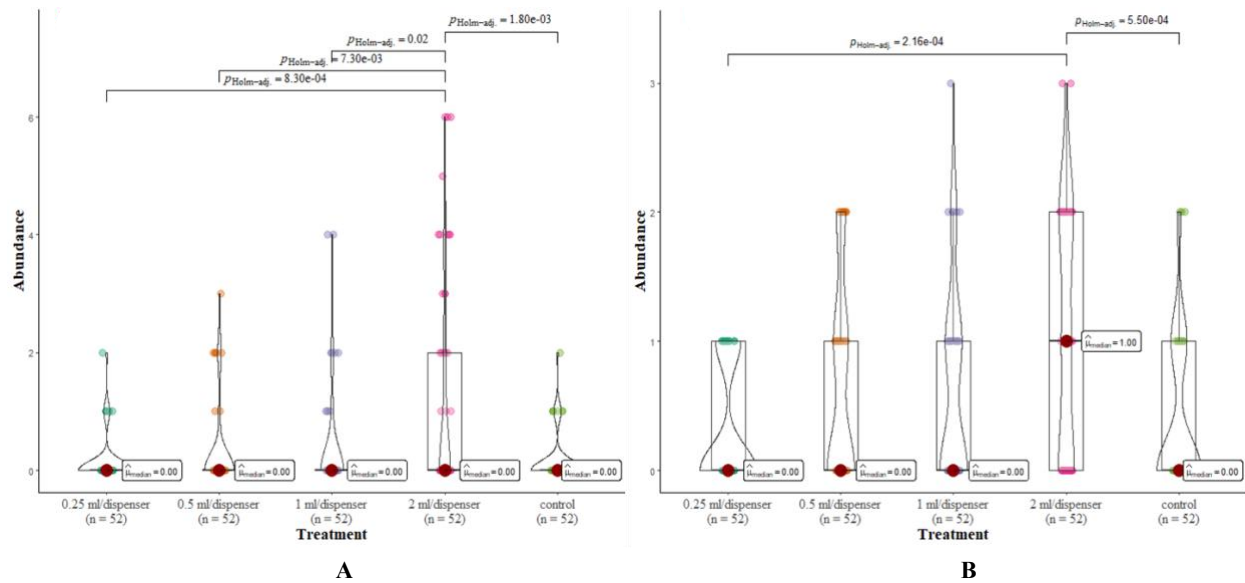 pHolm-adj. = 1.80e-03
pHolm-adj. = 0.02
pHolm-adj. = 7.30e-03
pHolm-adj. = 8.30e-04
Abundance
6
4
2
0
μ̂median = 0.00
μ̂median = 0.00
μ̂median = 0.00
μ̂median = 0.00
μ̂median = 0.00
0.25 ml/dispenser 0.5 ml/dispenser 1 ml/dispenser 2 ml/dispenser control
(n = 52) (n = 52) (n = 52) (n = 52) (n = 52)
Treatment
A
pHolm-adj. = 5.50e-04
pHolm-adj. = 2.16e-04
Abundance
3
2
1
0
μ̂median = 1.00
μ̂median = 0.00
μ̂median = 0.00
μ̂median = 0.00
μ̂median = 0.00
0.25 ml/dispenser 0.5 ml/dispenser 1 ml/dispenser 2 ml/dispenser control
(n = 52) (n = 52) (n = 52) (n = 52) (n = 52)
Treatment
B